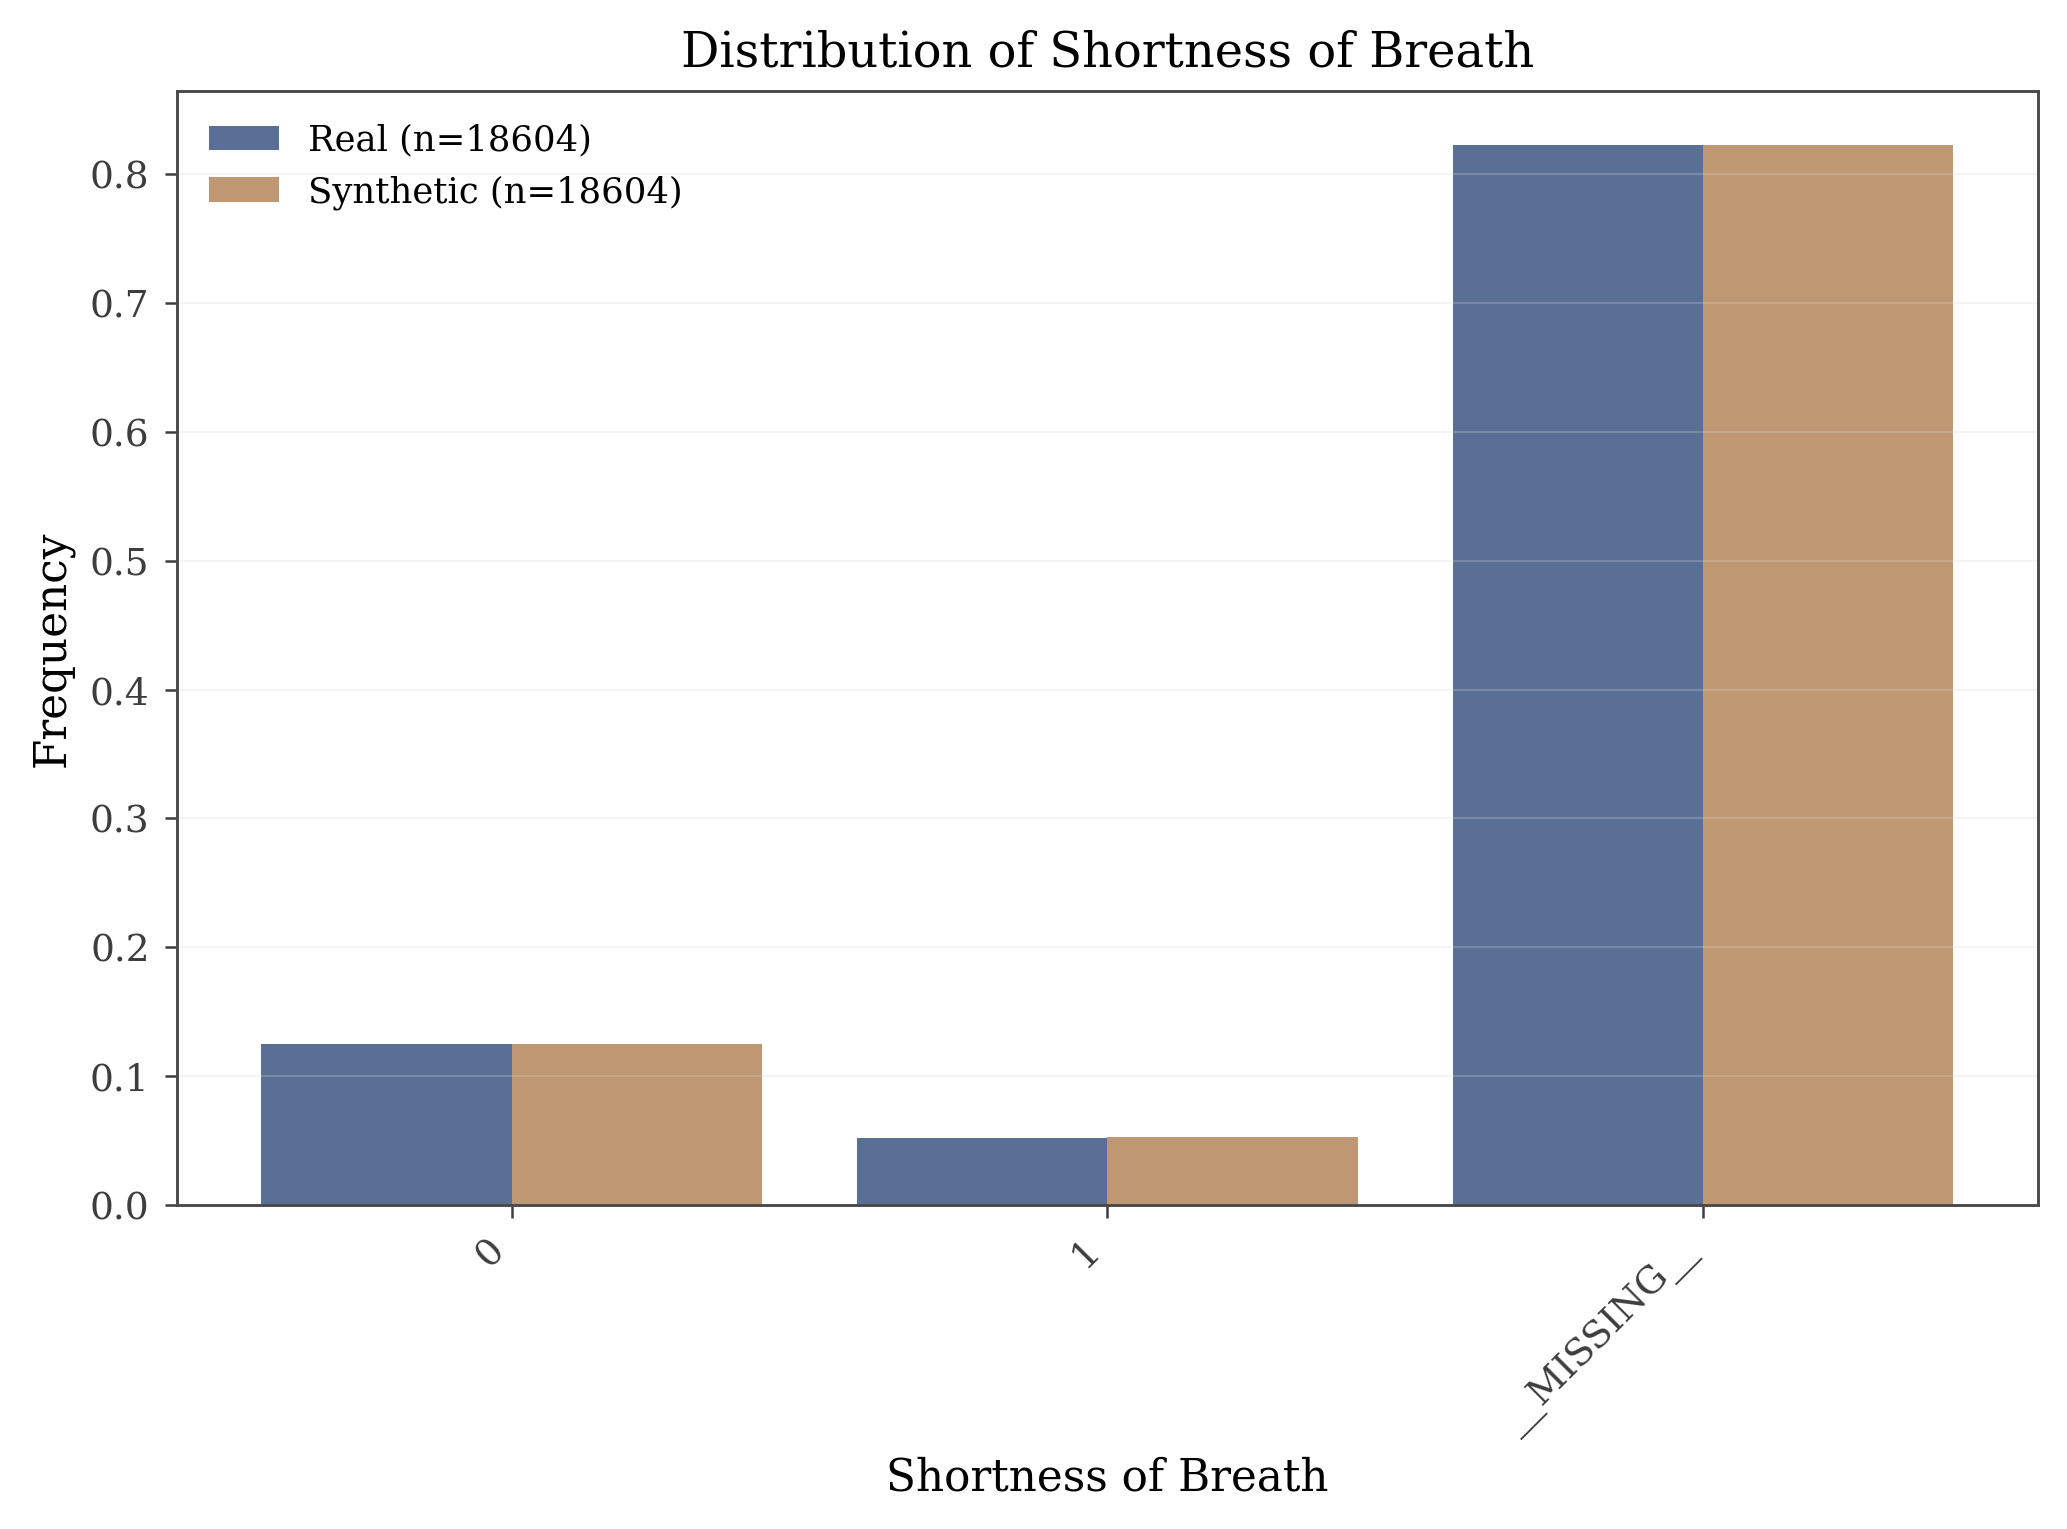 Distribution of Shortness of Breath
Real (n=18604)
Synthetic (n=18604)
0.8
0.7
0.6
0.5
0.4
0.3
0.2
0.1
0.0
Frequency
0
1
__MISSING__
Shortness of Breath